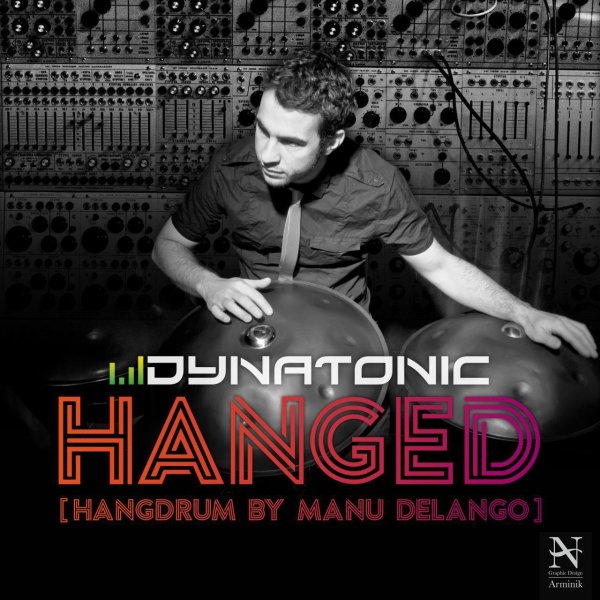 DYNATONIC
HANGED
[HANGDRUM BY MANU DELANGO]
Graphic Design
Arminik